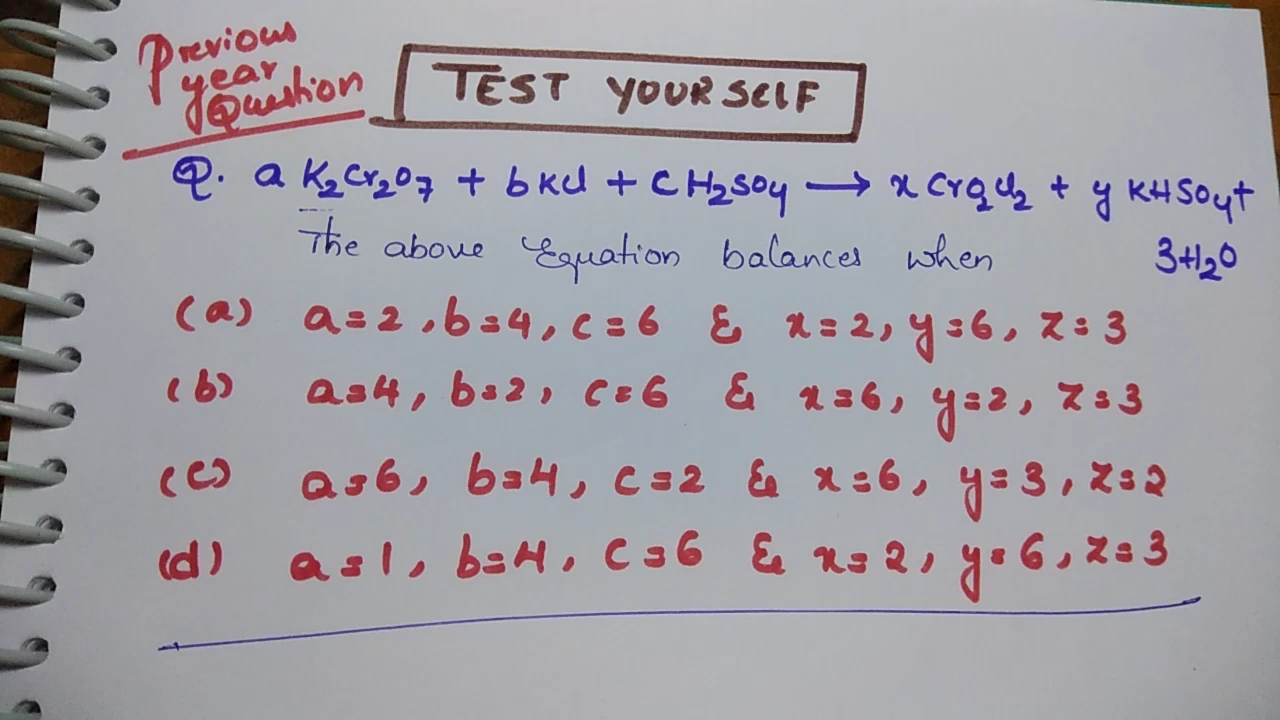 Previous
year
Question
TEST YOURSELF
Q. a K₂Cr₂O₇ + b KCl + C H₂SO₄ → x CrO₂Cl₂ + y KHSO₄ +
3H₂O
The above Equation balances when
(a) a=2, b=4, c=6 & x=2, y=6, z=3
(b) a=4, b=2, c=6 & x=6, y=2, z=3
(c) a=6, b=4, c=2 & x=6, y=3, z=2
(d) a=1, b=4, c=6 & x=2, y=6, z=3